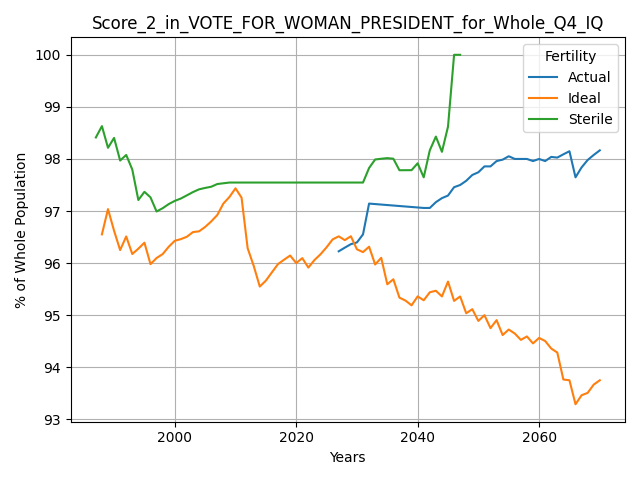 Score_2_in_VOTE_FOR_WOMAN_PRESIDENT_for_Whole_Q4_IQ
Fertility
Actual
Ideal
Sterile
% of Whole Population
100
99
98
97
96
95
94
93
2000
2020
2040
2060
Years